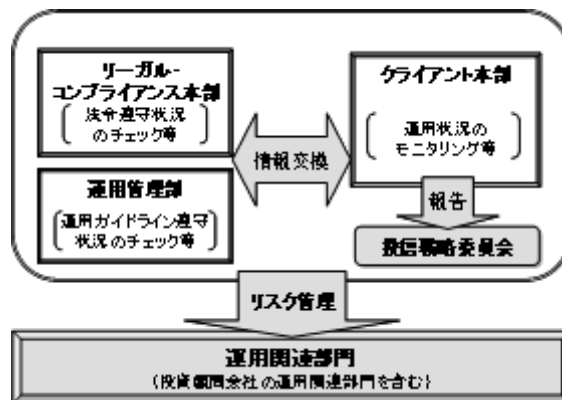 リーガル・
コンプライアンス本部
法令遵守状況
のチェック等
運用管理部
運用ガイドライン遵守
状況のチェック等
情報交換
クライアント本部
運用状況の
モニタリング等
報告
投信戦略委員会
リスク管理
運用関連部門
(投資顧問会社の運用関連部門を含む)